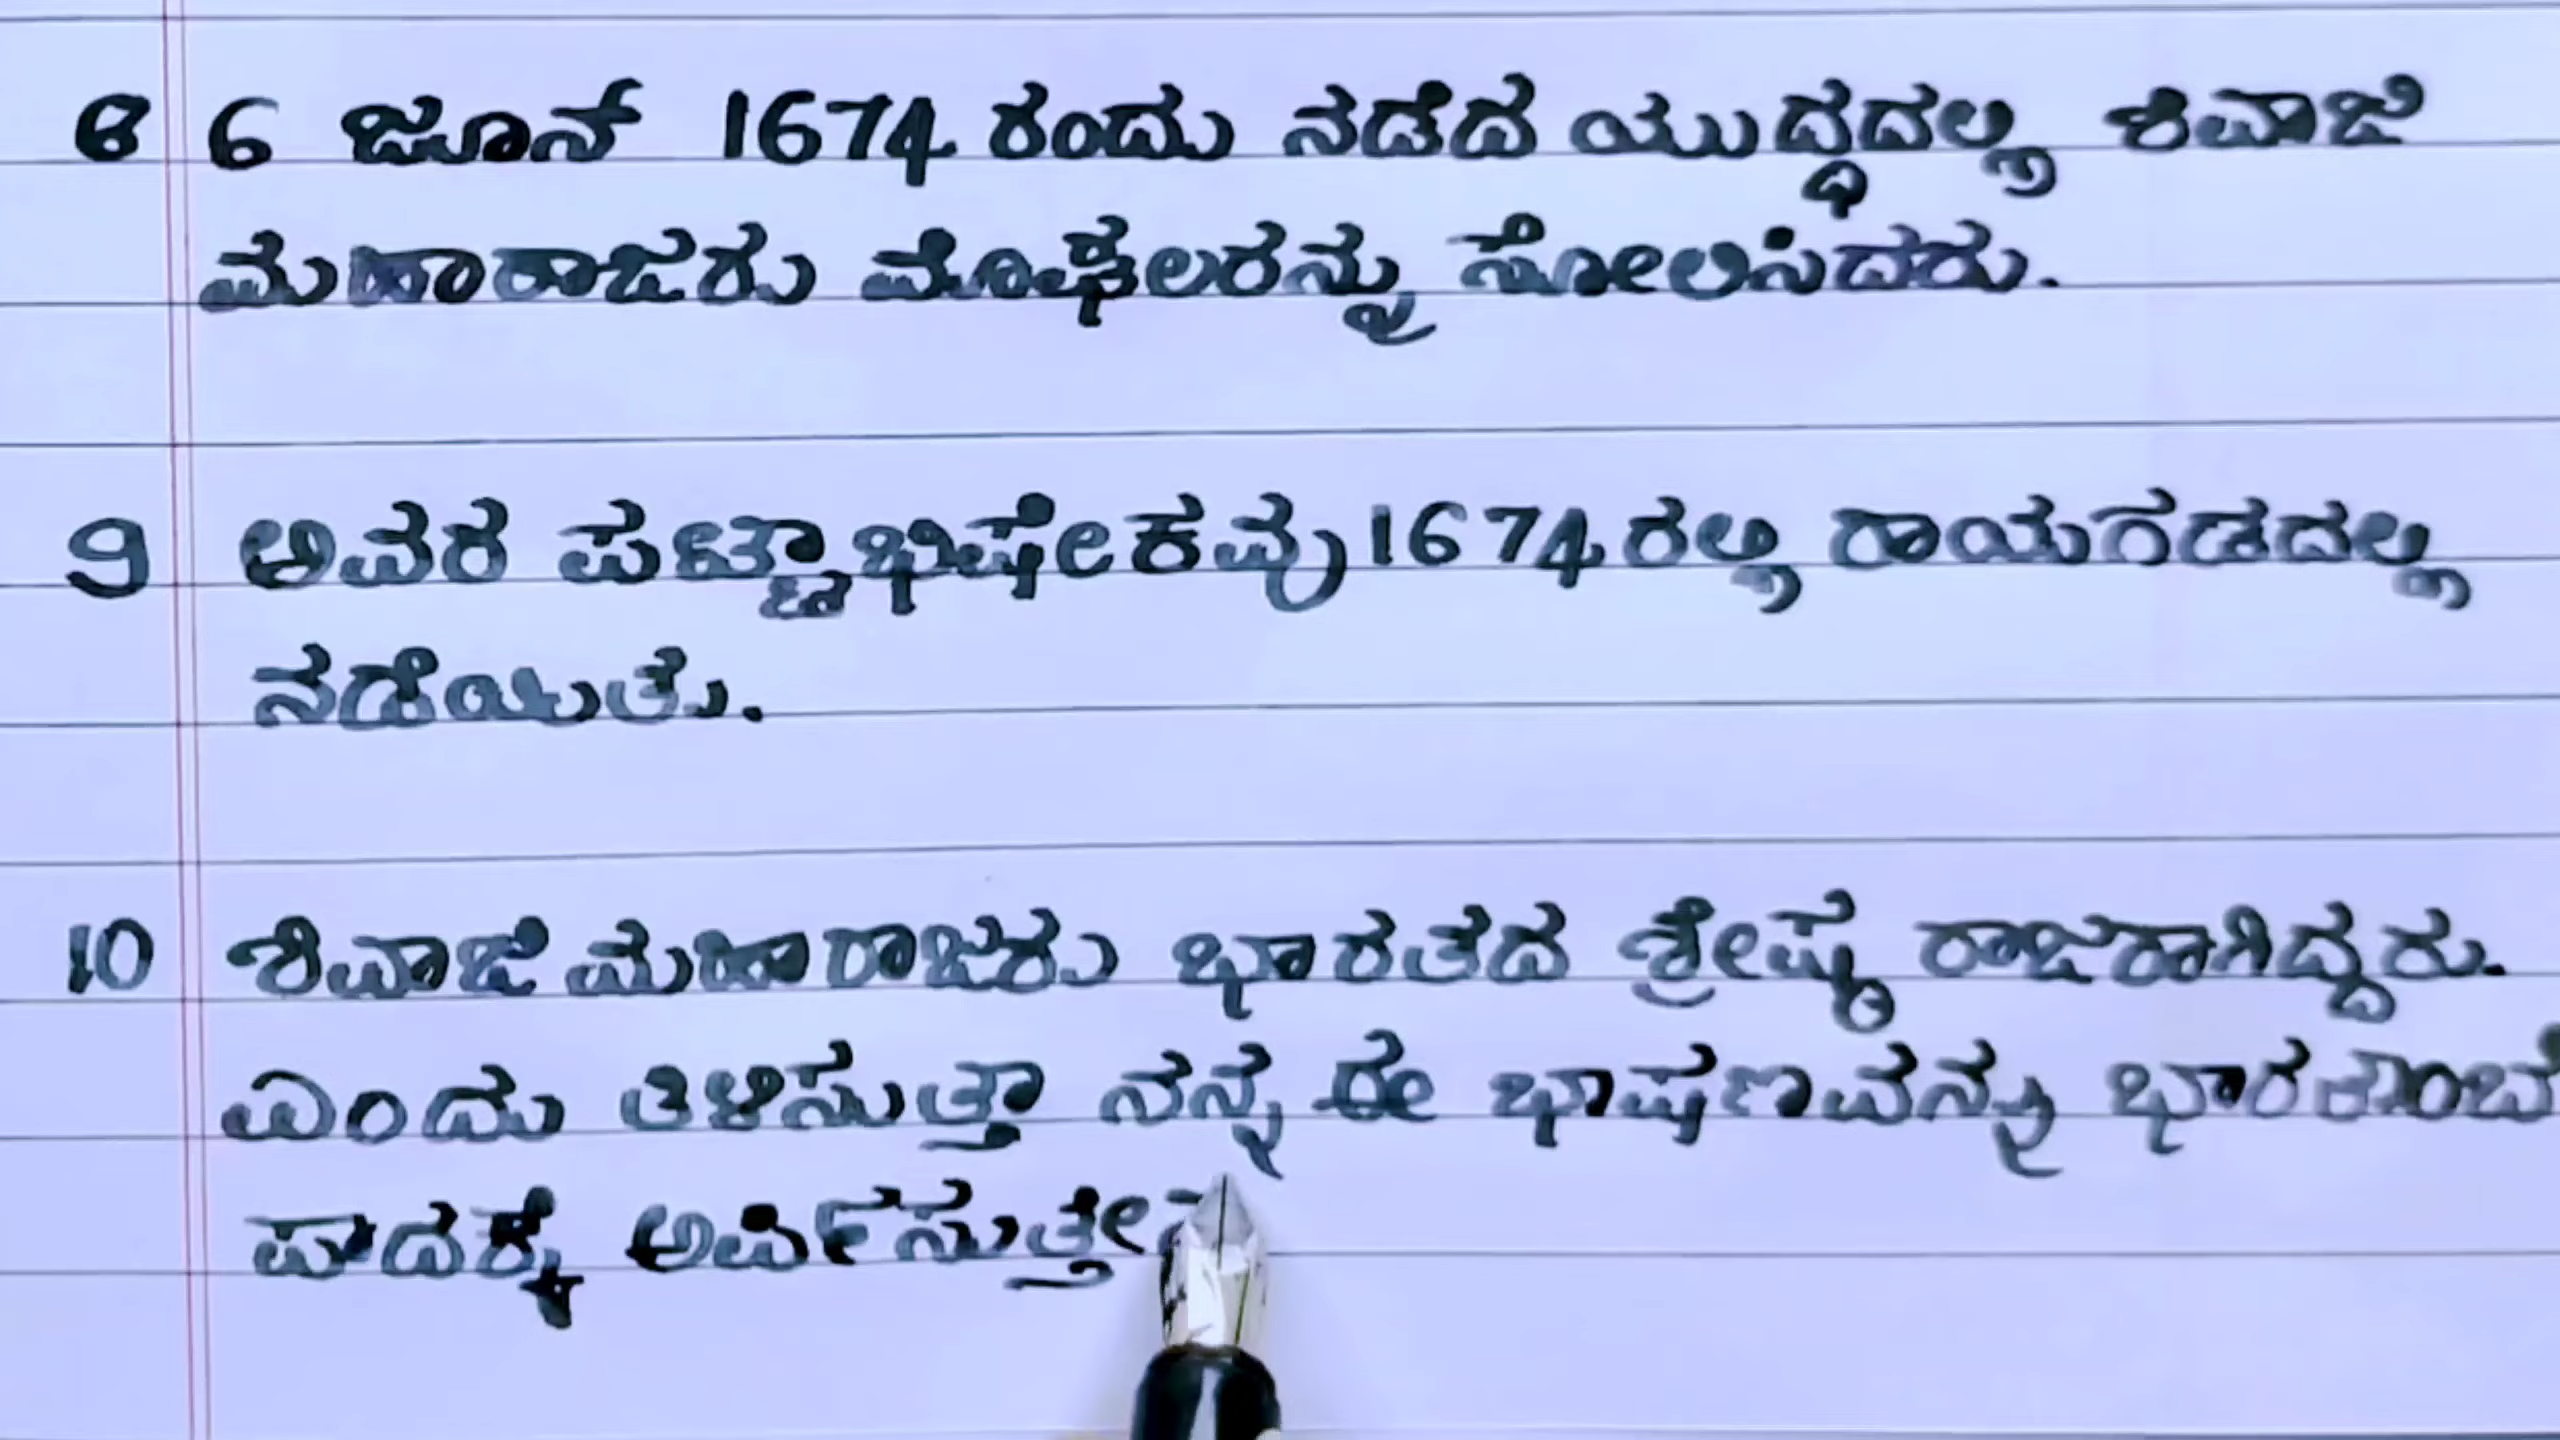 8 6 ಜೂನ್ 1674 ರಂದು ನಡೆದ ಯುದ್ಧದಲ್ಲಿ ಶಿವಾಜಿ
ಮಹಾರಾಜರು ಮೊಘಲರನ್ನು ಸೋಲಿಸಿದರು.
9 ಅವರ ಪಟ್ಟಾಭಿಷೇಕವು 1674 ರಲ್ಲಿ ರಾಯಗಡದಲ್ಲಿ
ನಡೆಯಿತು.
10 ಶಿವಾಜಿ ಮಹಾರಾಜರು ಭಾರತದ ಶ್ರೇಷ್ಠ ರಾಜರಾಗಿದ್ದರು.
ಎಂದು ತಿಳಿಸುತ್ತಾ ನನ್ನ ಈ ಭಾಷಣವನ್ನು ಭಾರತಾಂಬೆ
ಪಾದಕ್ಕೆ